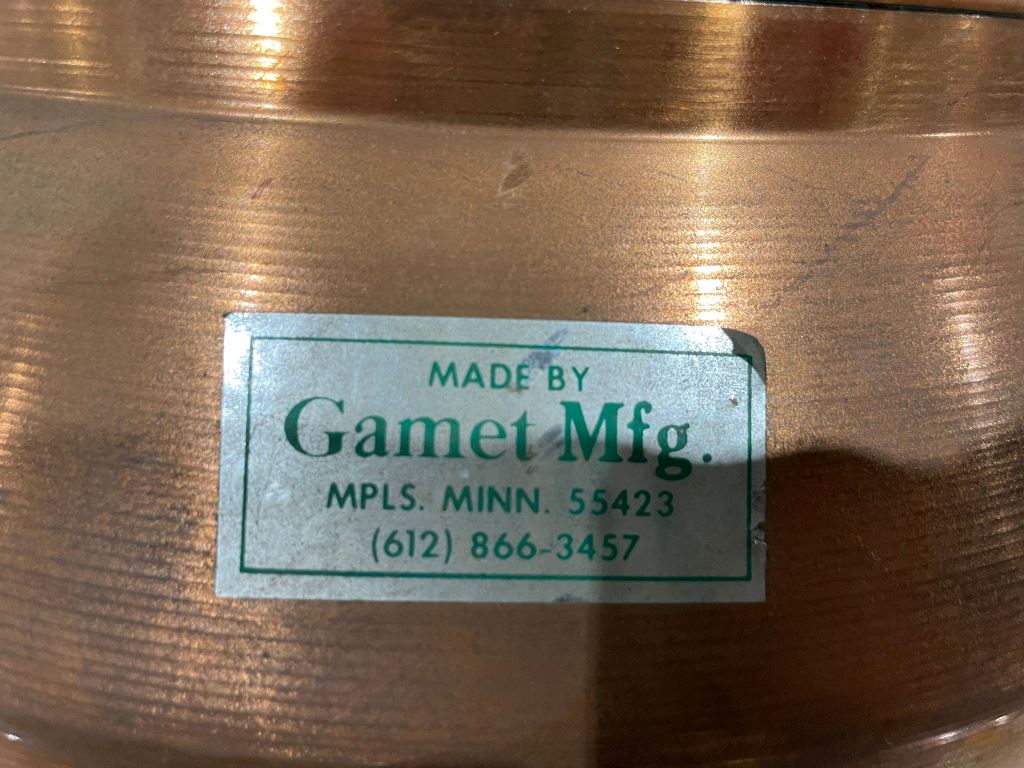 MADE BY
Gamet Mfg.
MPLS. MINN. 55423
(612) 866-3457